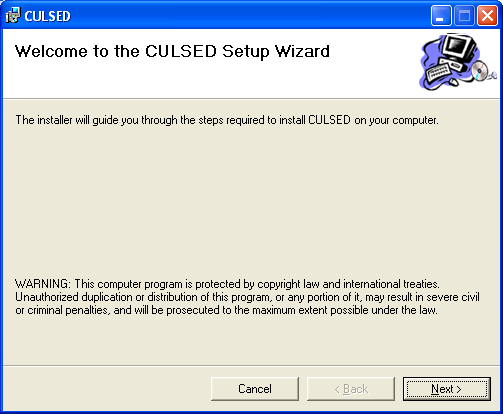 CULSED
Welcome to the CULSED Setup Wizard
The installer will guide you through the steps required to install CULSED on your computer.
WARNING: This computer program is protected by copyright law and international treaties.
Unauthorized duplication or distribution of this program, or any portion of it, may result in severe civil
or criminal penalties, and will be prosecuted to the maximum extent possible under the law.
Cancel
< Back
Next >